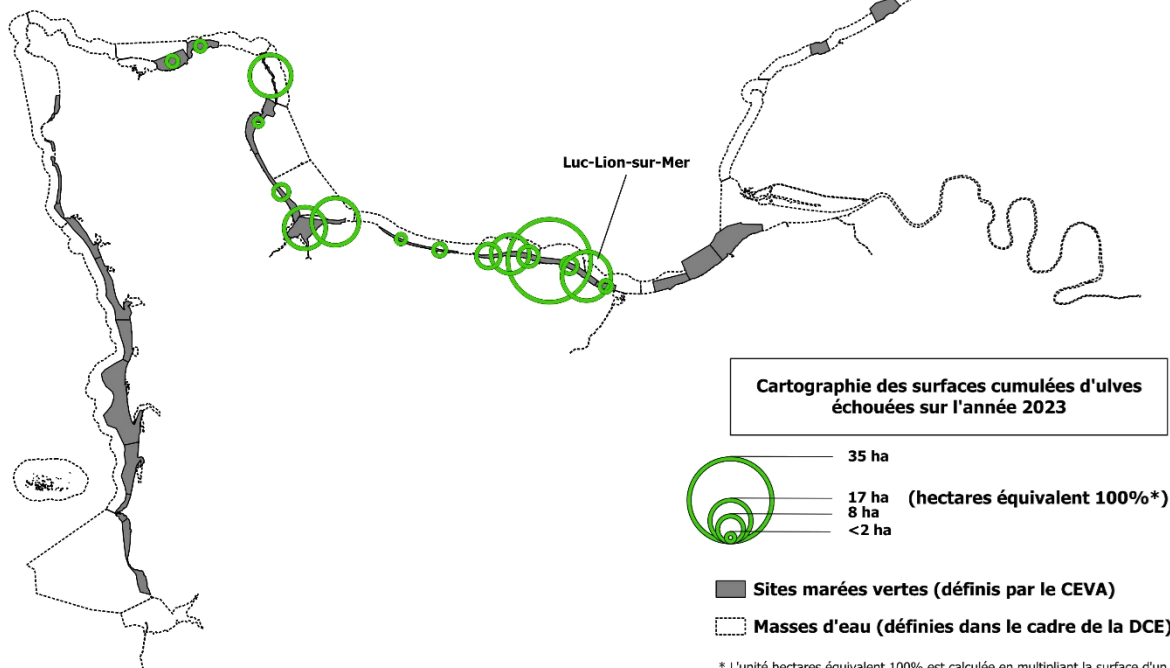 Luc-Lion-sur-Mer
Cartographie des surfaces cumulées d'ulves
échouées sur l'année 2023
35 ha
17 ha (hectares équivalent 100%*)
8 ha
<2 ha
Sites marées vertes (définis par le CEVA)
Masses d'eau (définies dans le cadre de la DCE)
* L'unité hectares équivalent 100% est calculée en multipliant la surface d'un